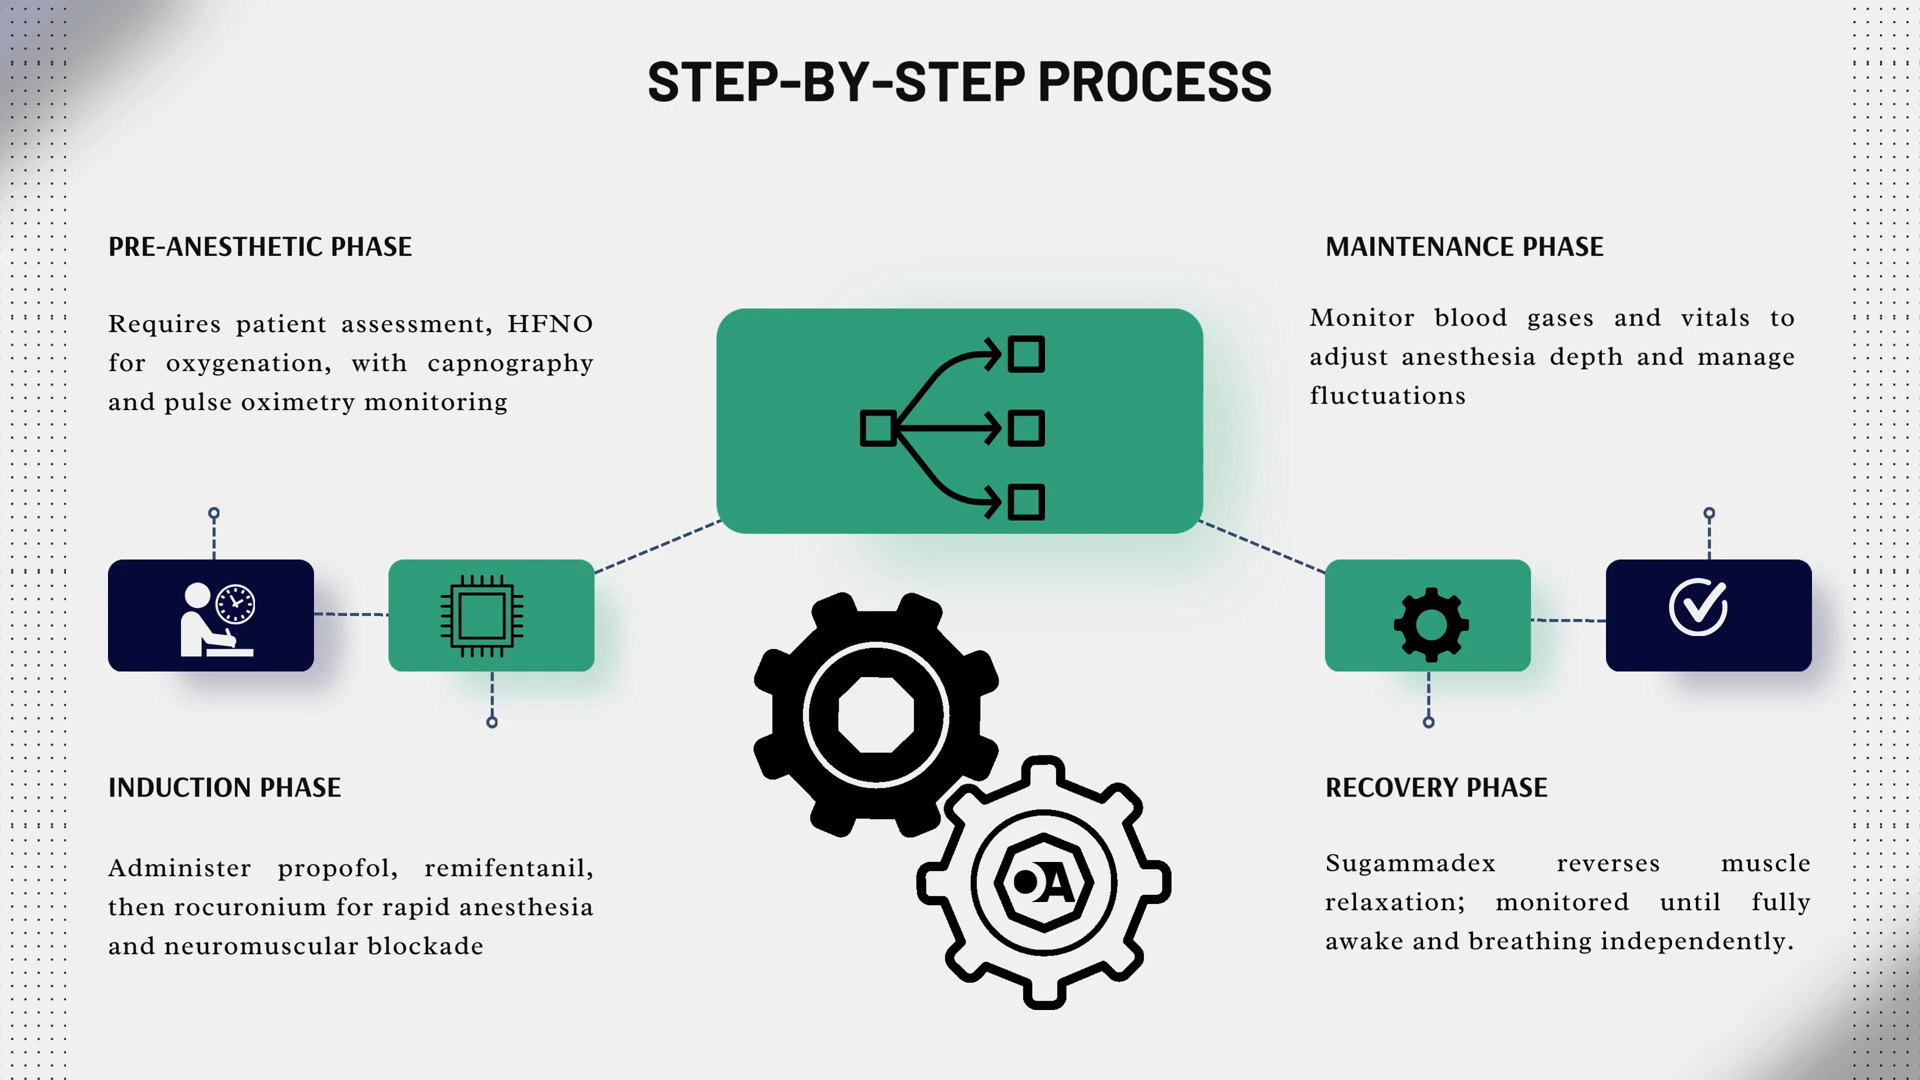 STEP-BY-STEP PROCESS
PRE-ANESTHETIC PHASE
Requires patient assessment, HFNO
for oxygenation, with capnography
and pulse oximetry monitoring
INDUCTION PHASE
Administer propofol, remifentanil,
then rocuronium for rapid anesthesia
and neuromuscular blockade
MAINTENANCE PHASE
Monitor blood gases and vitals to
adjust anesthesia depth and manage
fluctuations
RECOVERY PHASE
Sugammadex reverses muscle
relaxation; monitored until fully
awake and breathing independently.
A